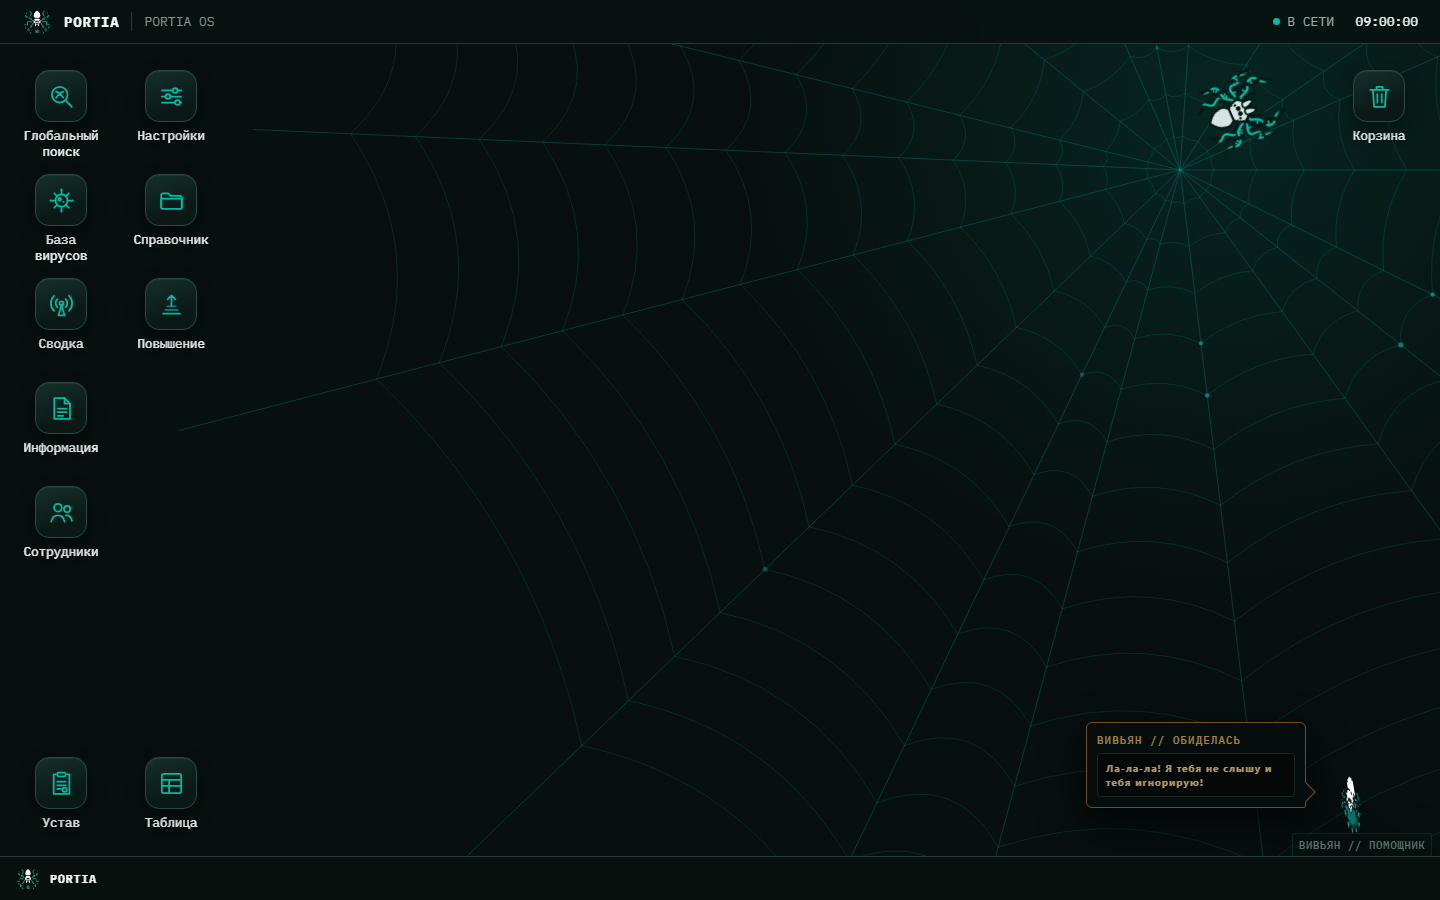 PORTIA
PORTIA OS
В СЕТИ
09:00:00
Глобальный
поиск
Настройки
Корзина
База
вирусов
Справочник
Сводка
Повышение
Информация
Сотрудники
ВИВЬЯН // ОБИДЕЛАСЬ
Ла-ла-ла! Я тебя не слышу и
тебя игнорирую!
Устав
Таблица
ВИВЬЯН // ПОМОЩНИК
PORTIA